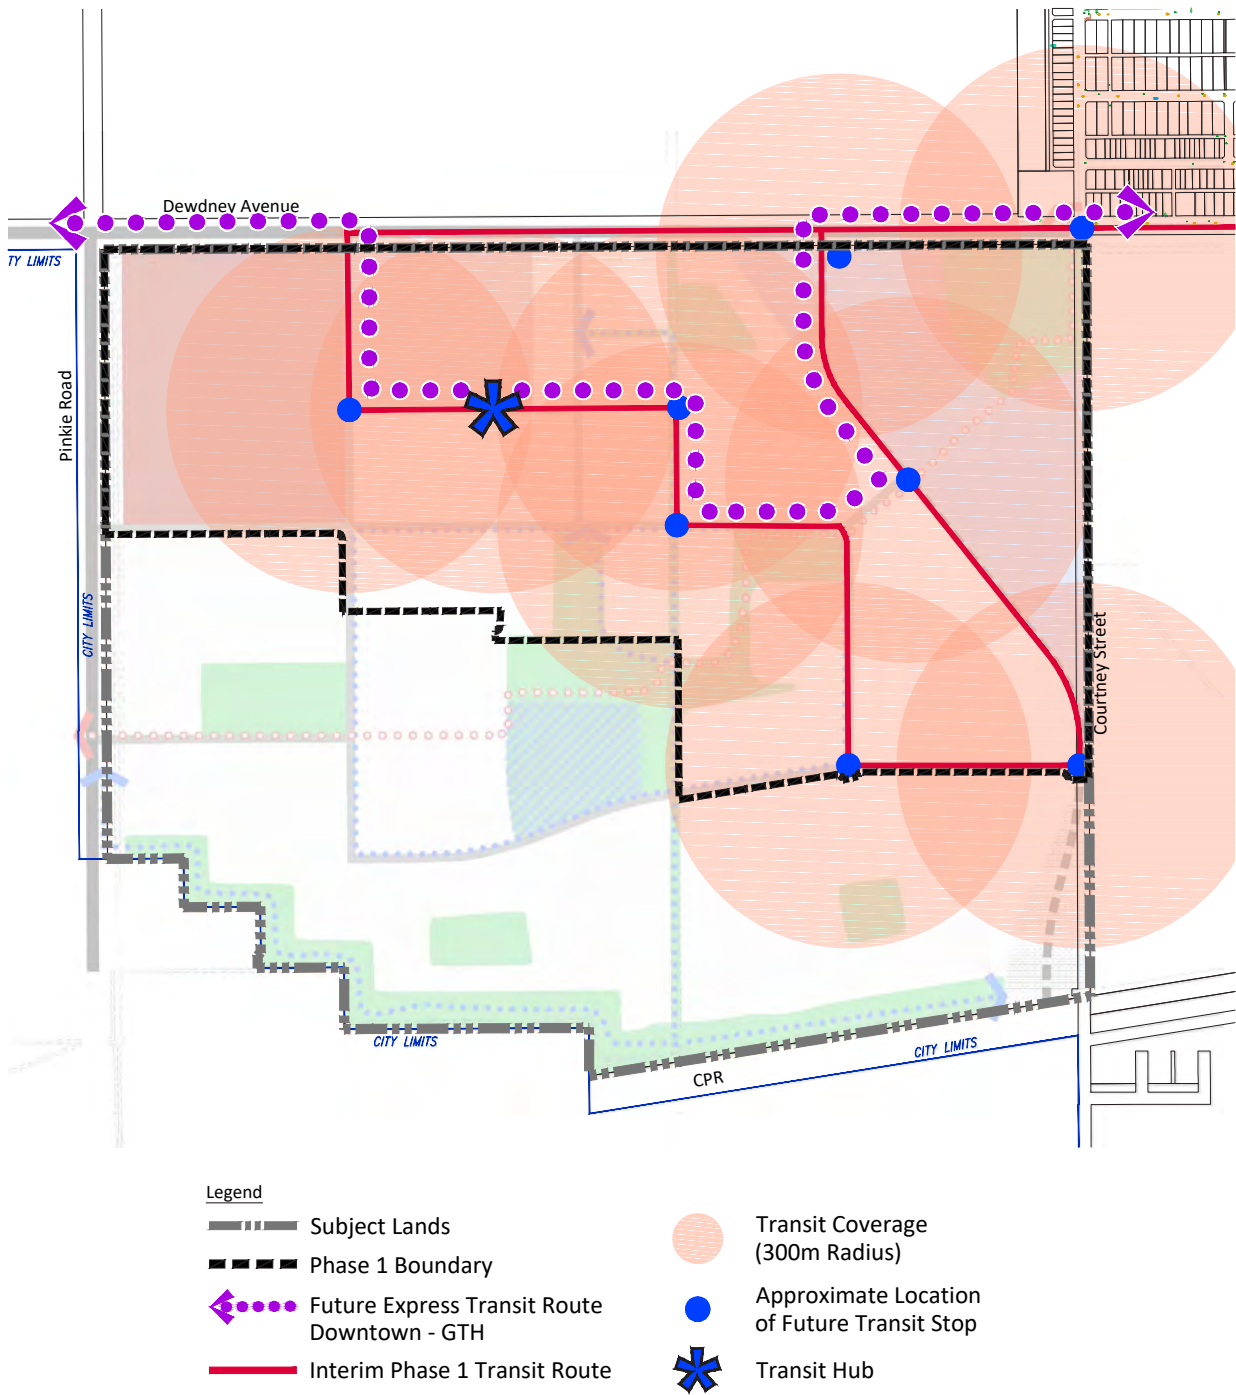 Dewdney Avenue
TY LIMITS
Pinkie Road
CITY LIMITS
Courtney Street
CITY LIMITS
CITY LIMITS
CPR
Legend
Subject Lands
Phase 1 Boundary
Future Express Transit Route
Downtown - GTH
Interim Phase 1 Transit Route
Transit Coverage
(300m Radius)
Approximate Location
of Future Transit Stop
Transit Hub